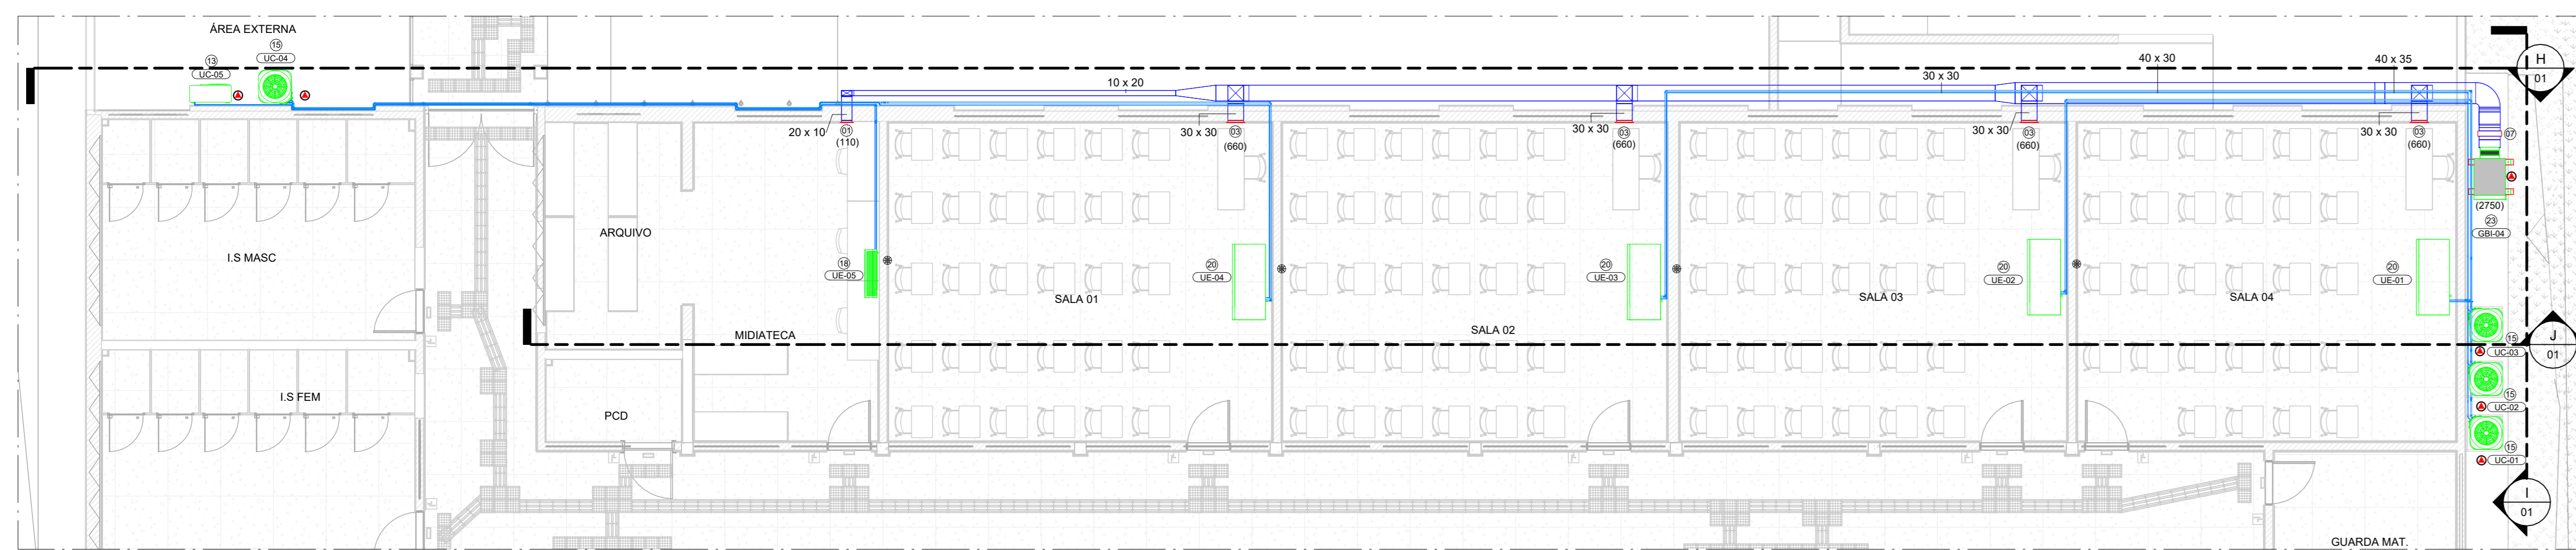 ÁREA EXTERNA
15
UC-04
13
UC-05
10 x 20
30 x 30
40 x 30
40 x 35
H
01
20 x 10
01
(110)
30 x 30
03
(660)
30 x 30
03
(660)
30 x 30
03
(660)
30 x 30
03
(660)
07
(2750)
23
GBI-04
ARQUIVO
I.S MASC
18
UE-05
20
UE-04
20
UE-03
20
UE-02
20
UE-01
SALA 01
SALA 02
SALA 03
SALA 04
MIDIATECA
15
UC-03
J
01
I.S FEM
PCD
15
UC-02
15
UC-01
I
01
GUARDA MAT.